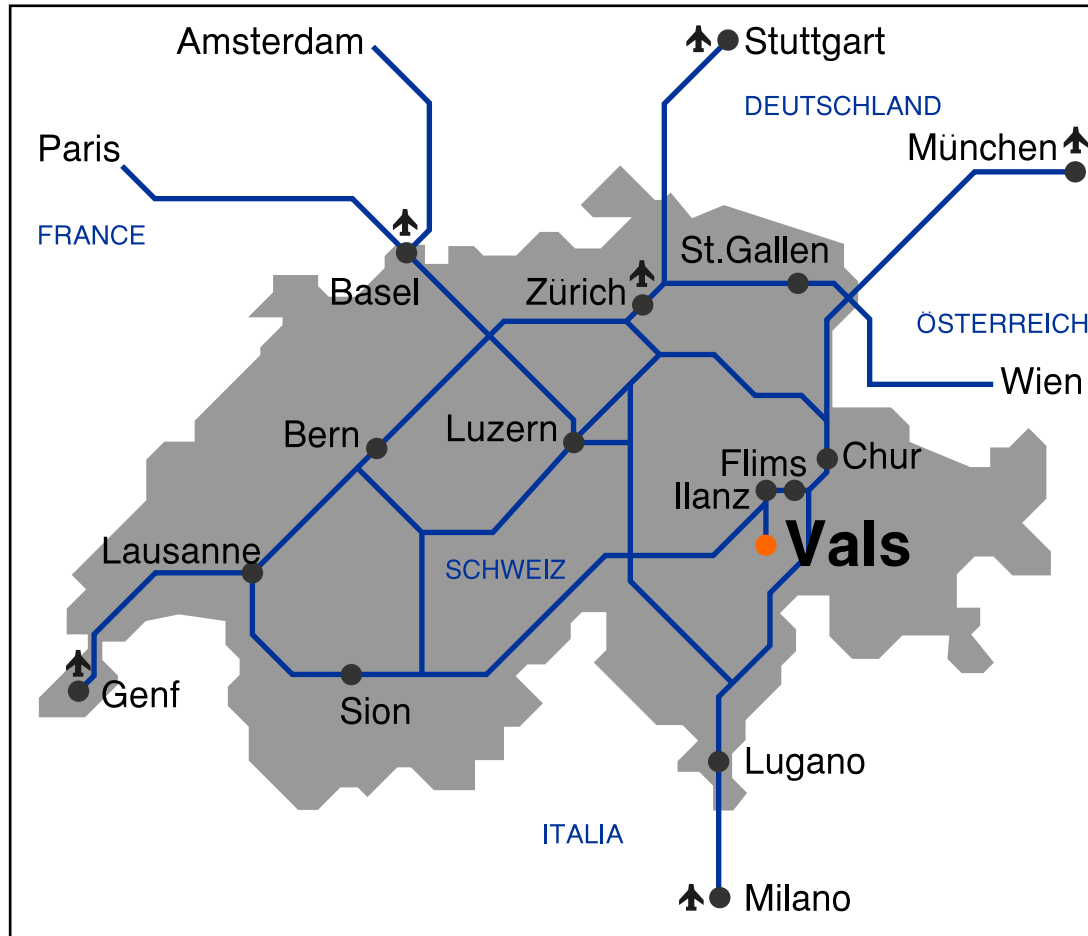 Amsterdam
Stuttgart
DEUTSCHLAND
Paris
München
FRANCE
St.Gallen
Basel
Zürich
ÖSTERREICH
Wien
Bern
Luzern
Flims
Chur
Ilanz
Vals
Lausanne
SCHWEIZ
Genf
Sion
Lugano
ITALIA
Milano